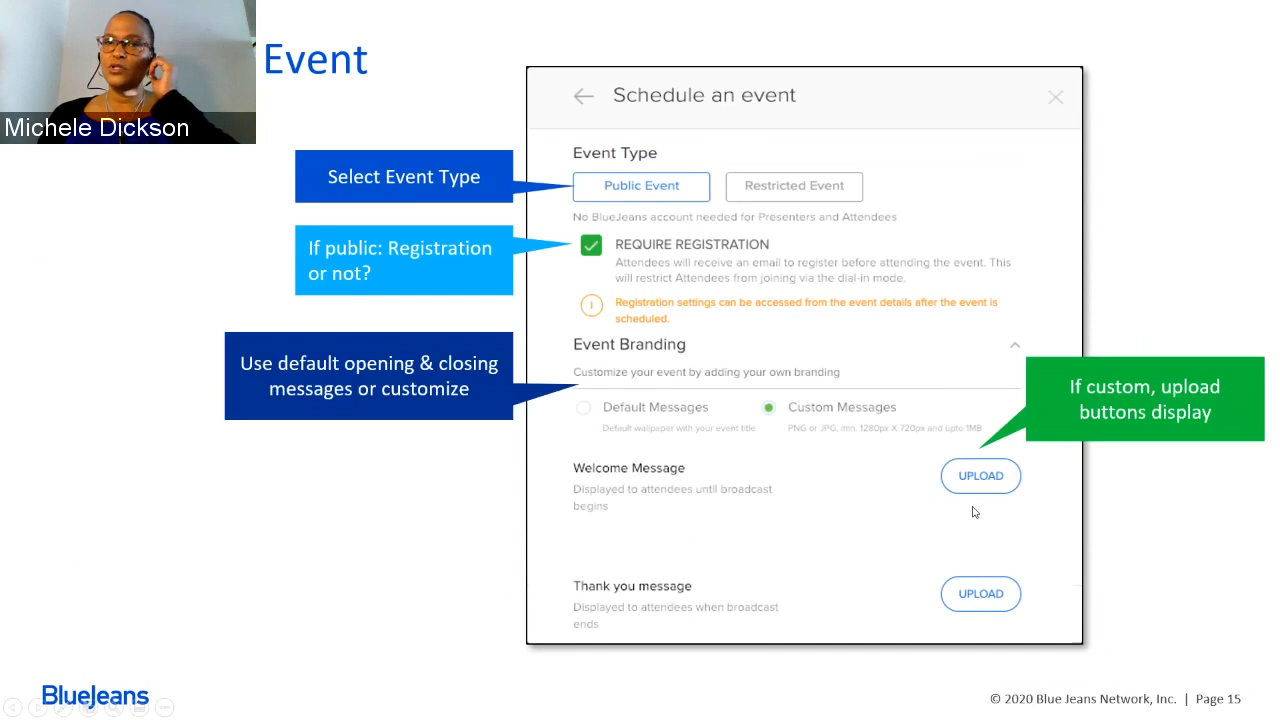 Event
Michele Dickson
Schedule an event
Event Type
Select Event Type
Public Event
Restricted Event
No BlueJeans account needed for Presenters and Attendees
If public: Registration
or not?
REQUIRE REGISTRATION
Attendees will receive an email to register before attending the event. This
will restrict Attendees from joining via the dial-in mode.
Registration settings can be accessed from the event details after the event is
scheduled.
Use default opening & closing
messages or customize
Event Branding
Customize your event by adding your own branding
If custom, upload
buttons display
Default Messages
Default wallpaper with your event title
Custom Messages
PNG or JPG, min. 1280px X 720px and upto 1MB
Welcome Message
Displayed to attendees until broadcast
begins
UPLOAD
Thank you message
Displayed to attendees when broadcast
ends
UPLOAD
BlueJeans
© 2020 Blue Jeans Network, Inc. | Page 15